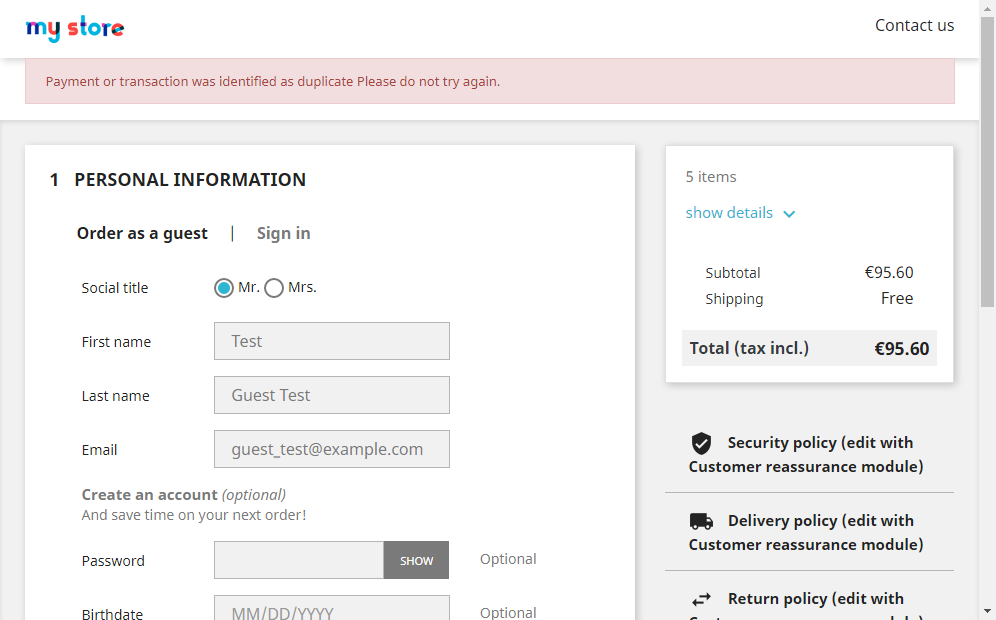 my store
Contact us
Payment or transaction was identified as duplicate Please do not try again.
1 PERSONAL INFORMATION
Order as a guest | Sign in
Social title Mr. Mrs.
First name Test
Last name Guest Test
Email guest_test@example.com
Create an account (optional)
And save time on your next order!
Password SHOW Optional
Birthdate MM/DD/YYYY Optional
5 items
show details
Subtotal €95.60
Shipping Free
Total (tax incl.) €95.60
Security policy (edit with
Customer reassurance module)
Delivery policy (edit with
Customer reassurance module)
Return policy (edit with